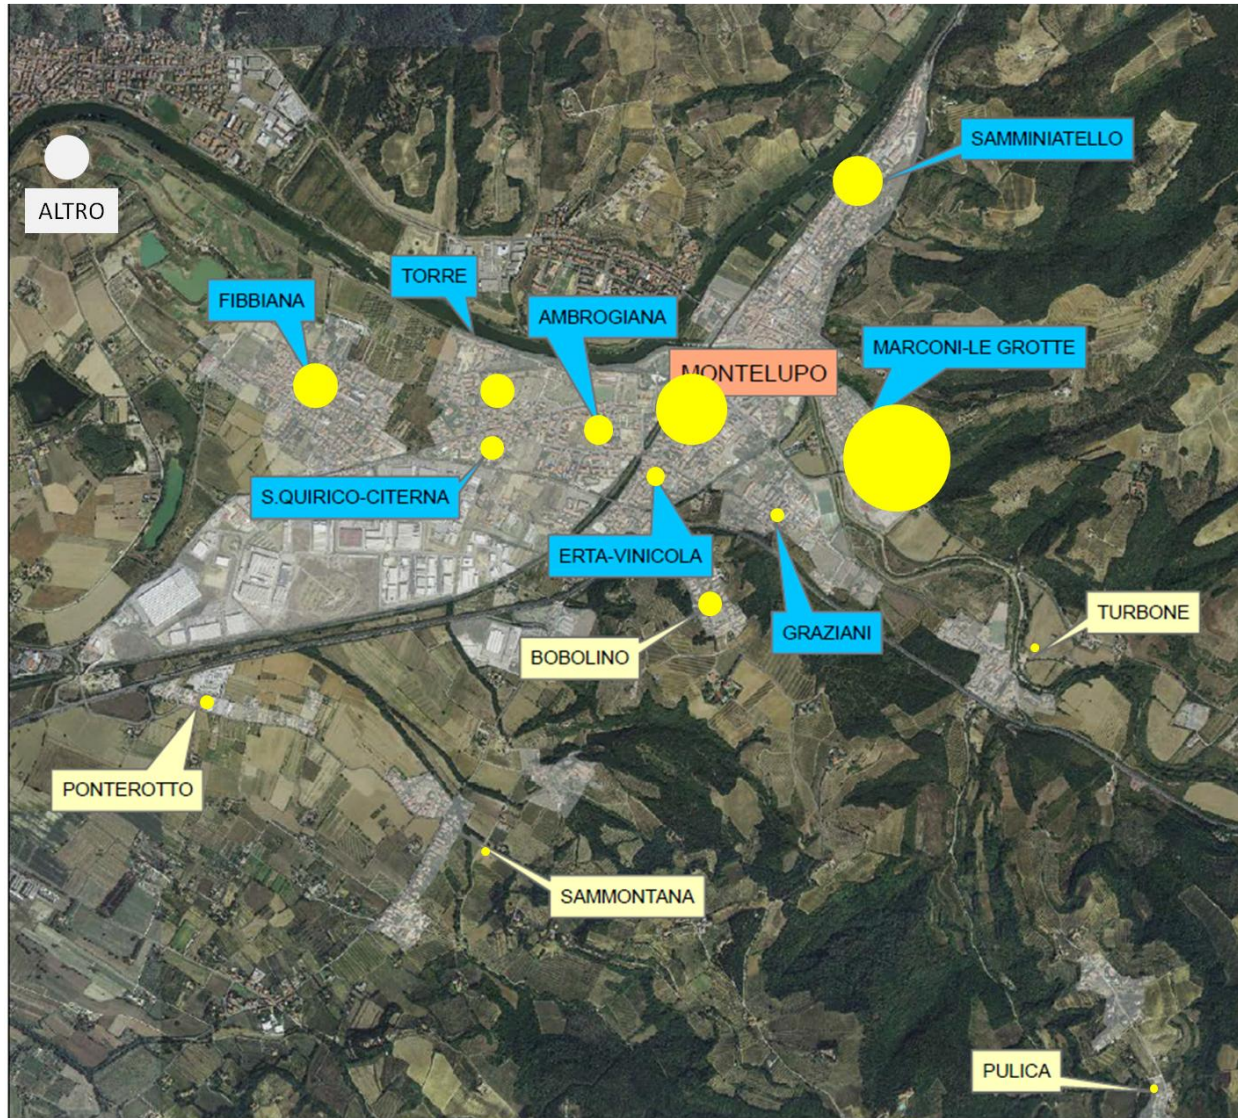 SAMMINIATELLO
ALTRO
TORRE
FIBBIANA
AMBROGIANA
MARCONI-LE GROTTE
MONTELUPO
S.QUIRICO-CITERNA
ERTA-VINICOLA
TURBONE
GRAZIANI
BOBOLINO
PONTEROTTO
SAMMONTANA
PULICA